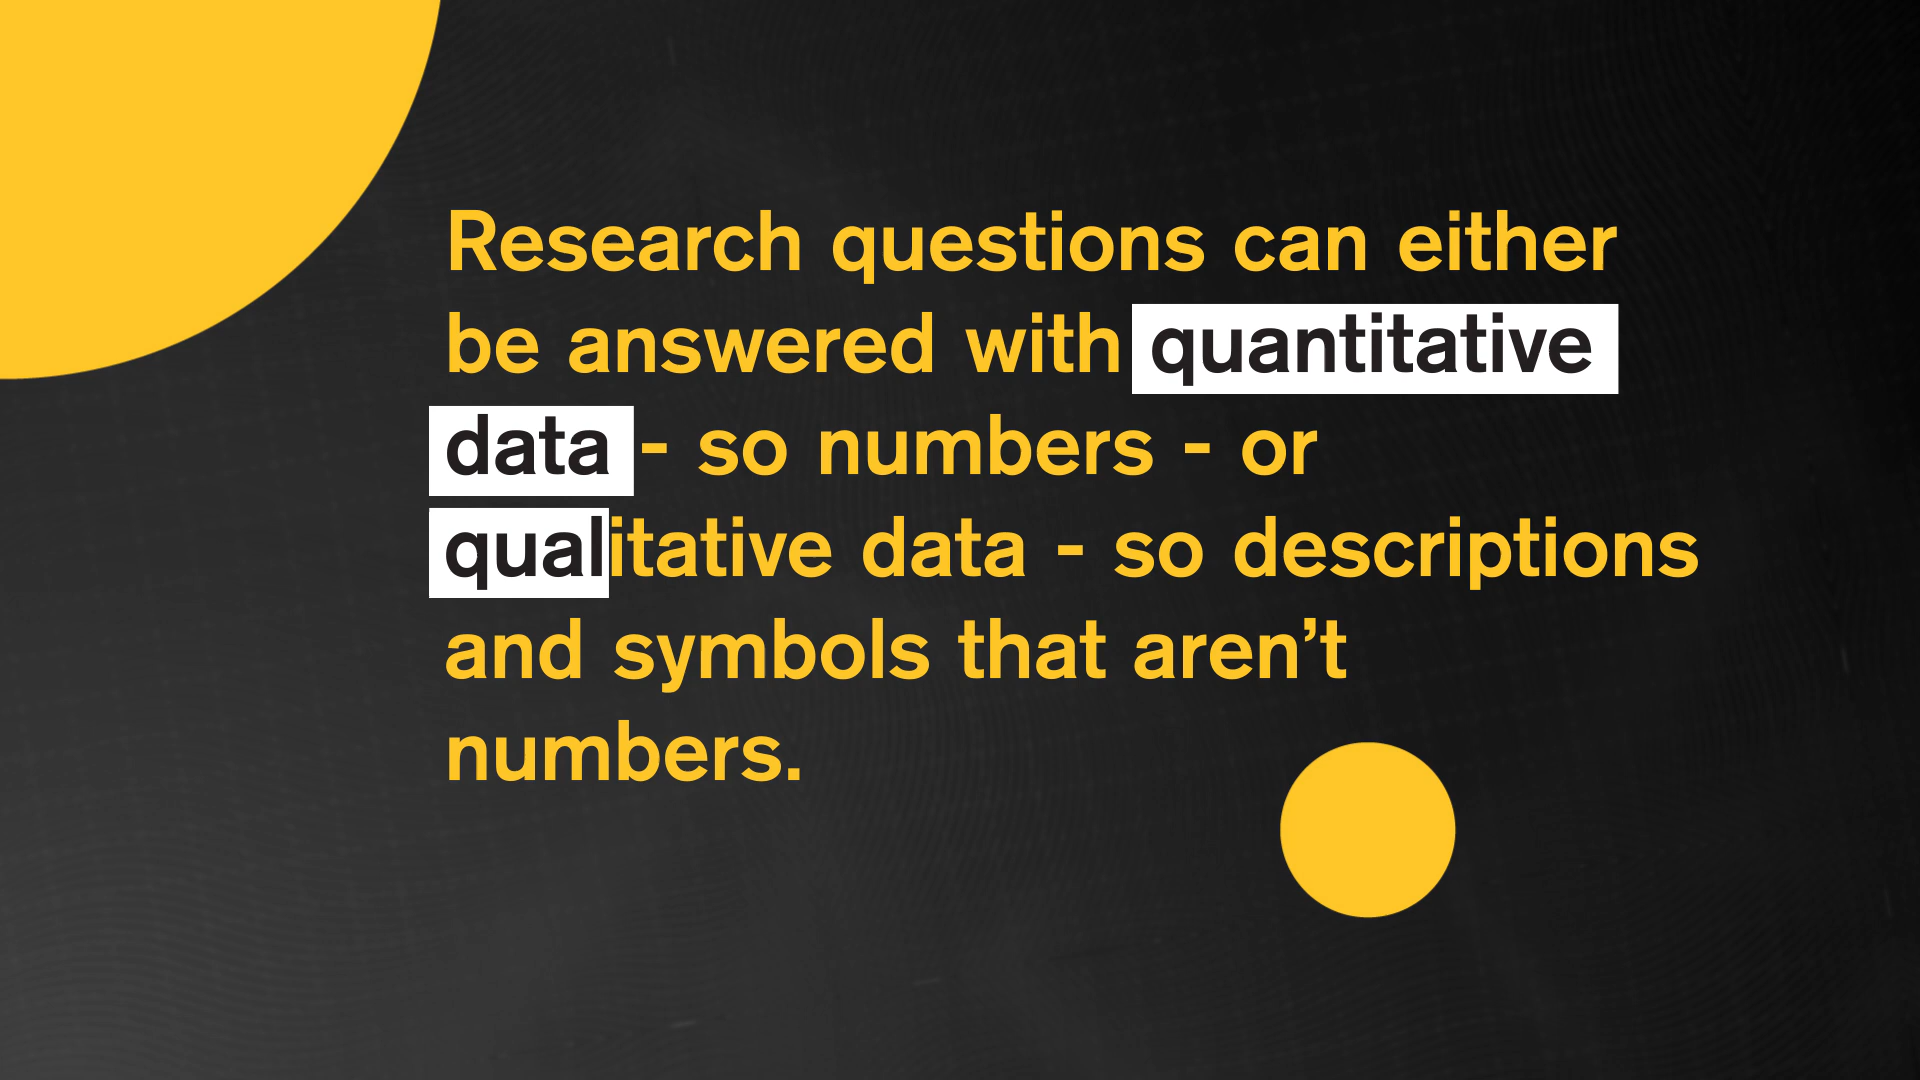 Research questions can either
be answered with quantitative
data - so numbers - or
qualitative data - so descriptions
and symbols that aren’t
numbers.